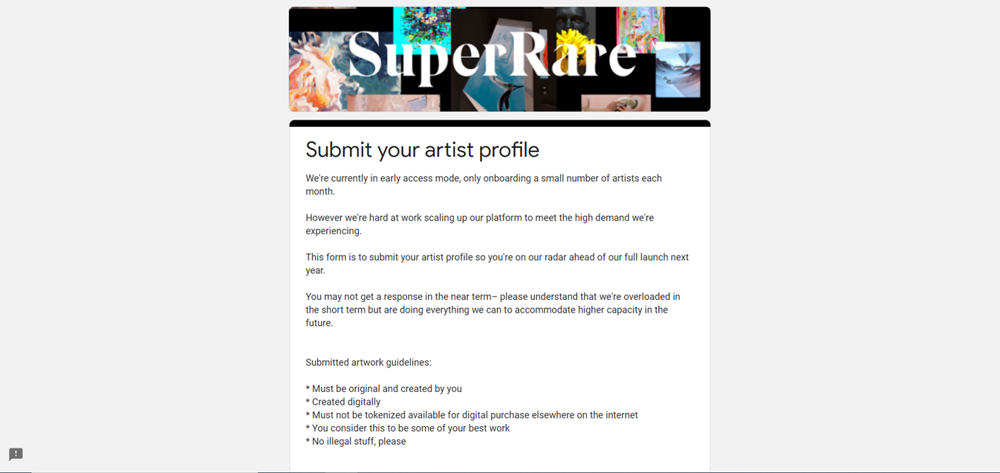 SuperRare
Submit your artist profile
We're currently in early access mode, only onboarding a small number of artists each
month.
However we're hard at work scaling up our platform to meet the high demand we're
experiencing.
This form is to submit your artist profile so you're on our radar ahead of our full launch next
year.
You may not get a response in the near term– please understand that we're overloaded in
the short term but are doing everything we can to accommodate higher capacity in the
future.
Submitted artwork guidelines:
* Must be original and created by you
* Created digitally
* Must not be tokenized available for digital purchase elsewhere on the internet
* You consider this to be some of your best work
* No illegal stuff, please